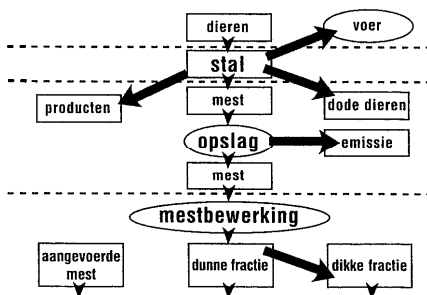 dieren
voer
stal
producten
mest
dode dieren
opslag
emissie
mest
mestbewerking
aangevoerde
mest
dunne fractie
dikke fractie